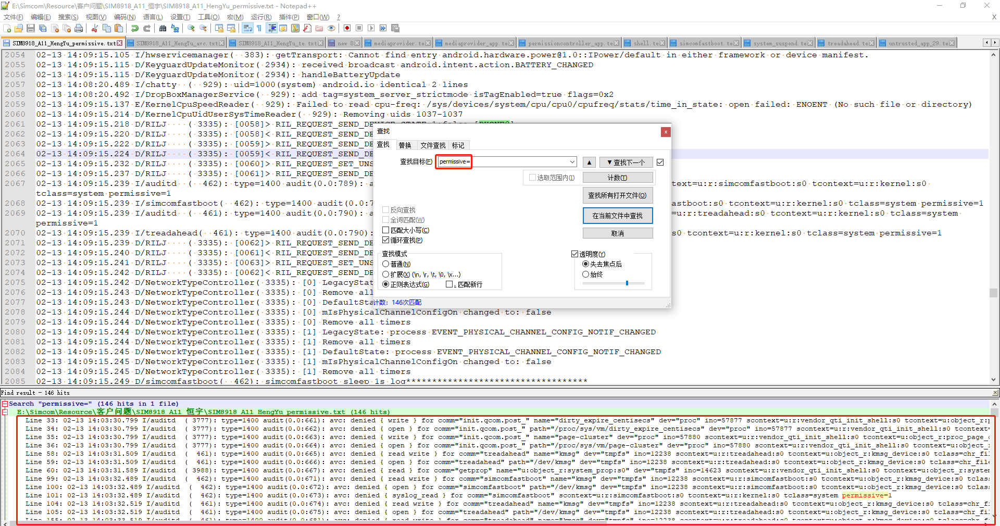 E:\Simcom\Resource\客户问题\SIM8918_A11_恒宇\SIM8918_A11_HengYu_permissive.txt - Notepad++
文件(F) 编辑(E) 搜索(S) 视图(V) 编码(N) 语言(L) 设置(T) 工具(O) 宏(M) 运行(R) 插件(P) 窗口(W) ? X
SIM8918_A11_HengYu_permissive.txt SIM8918_A11_HengYu_avc.txt SIM8918_A11_HengYu_te.txt new 8 mediaprovider.te mediaprovider_app.te permissioncontroller_app.te shell.te simcomfastboot.te system_suspend.te treadahead.te untrusted_app_29.te
2054 02-13 14:09:15.105 I/hwservicemanager( 383): getTransport: Cannot find entry android.hardware.power@1.0::IPower/default in either framework or device manifest.
2055 02-13 14:09:15.115 D/KeyguardUpdateMonitor( 2934): received broadcast android.intent.action.BATTERY_CHANGED
2056 02-13 14:09:15.115 D/KeyguardUpdateMonitor( 2934): handleBatteryUpdate
2057 02-13 14:08:20.489 I/chatty ( 929): uid=1000(system) android.io identical 2 lines
2058 02-13 14:08:20.492 I/DropBoxManagerService( 929): add tag=system_server_strictmode isTagEnabled=true flags=0x2
2059 02-13 14:09:15.137 E/KernelCpuSpeedReader( 929): Failed to read cpu-freq: /sys/devices/system/cpu/cpu0/cpufreq/stats/time_in_state: open failed: ENOENT (No such file or directory)
2060 02-13 14:09:15.214 D/KernelCpuUidUserSysTimeReader( 929): Removing uids 1037-1037
2061 02-13 14:09:15.218 D/RILJ ( 3335): [0058]> RIL_REQUEST_SEND_DEVICE_STATE
2062 02-13 14:09:15.220 D/RILJ ( 3335): [0058]< RIL_REQUEST_SEND_DE
2063 02-13 14:09:15.222 D/RILJ ( 3335): [0059]> RIL_REQUEST_SEND_DE
2064 02-13 14:09:15.224 D/RILJ ( 3335): [0059]< RIL_REQUEST_SEND_DE
2065 02-13 14:09:15.232 D/RILJ ( 3335): [0060]> RIL_REQUEST_SET_UNS
2066 02-13 14:09:15.237 D/RILJ ( 3335): [0061]> RIL_REQUEST_SEND_DE
2067 02-13 14:09:15.239 I/auditd ( 462): type=1400 audit(0.0:789): a text=u:r:simcomfastboot:s0 tcontext=u:r:kernel:s0
tclass=system permissive=1
2068 02-13 14:09:15.239 I/simcomfastboot( 462): type=1400 audit(0.0:7 astboot:s0 tcontext=u:r:kernel:s0 tclass=system permissive=1
2069 02-13 14:09:15.239 I/auditd ( 461): type=1400 audit(0.0:790): a =u:r:treadahead:s0 tcontext=u:r:kernel:s0 tclass=system
permissive=1
2070 02-13 14:09:15.239 I/treadahead( 461): type=1400 audit(0.0:790): s0 tcontext=u:r:kernel:s0 tclass=system permissive=1
2071 02-13 14:09:15.239 D/RILJ ( 3335): [0062]> RIL_REQUEST_SEND_DE
2072 02-13 14:09:15.240 D/RILJ ( 3335): [0061]< RIL_REQUEST_SEND_DE
2073 02-13 14:09:15.241 D/RILJ ( 3335): [0063]> RIL_REQUEST_SET_UNS
2074 02-13 14:09:15.242 D/RILJ ( 3335): [0062]< RIL_REQUEST_SEND_DE
2075 02-13 14:09:15.242 D/NetworkTypeController( 3335): [0] LegacyStat
2076 02-13 14:09:15.243 D/NetworkTypeController( 3335): [0] Remove all
2077 02-13 14:09:15.243 D/NetworkTypeController( 3335): [0] DefaultSta
2078 02-13 14:09:15.244 D/NetworkTypeController( 3335): [0] mIsPhysicalChannelConfigOn changed to: false
2079 02-13 14:09:15.244 D/NetworkTypeController( 3335): [0] Remove all timers
2080 02-13 14:09:15.244 D/NetworkTypeController( 3335): [1] LegacyState: process EVENT_PHYSICAL_CHANNEL_CONFIG_NOTIF_CHANGED
2081 02-13 14:09:15.244 D/NetworkTypeController( 3335): [1] Remove all timers
2082 02-13 14:09:15.245 D/NetworkTypeController( 3335): [1] DefaultState: process EVENT_PHYSICAL_CHANNEL_CONFIG_NOTIF_CHANGED
2083 02-13 14:09:15.245 D/NetworkTypeController( 3335): [1] mIsPhysicalChannelConfigOn changed to: false
2084 02-13 14:09:15.245 D/NetworkTypeController( 3335): [1] Remove all timers
2085 02-13 14:09:15.249 D/simcomfastboot( 462): simcomfastboot sleep 1s log***********************************
查找
查找 替换 文件查找 标记
查找目标(F) permissive=
▲ ▼查找下一个
选取范围内(I)
计数(T)
查找所有打开文件(O)
在当前文件中查找
取消
反向查找
全词匹配(W)
匹配大小写(C)
循环查找(P)
查找模式
普通(N)
扩展(X) (\n, \r, \t, \0, \x...)
正则表达式(G) . 匹配新行
透明度(Y)
失去焦点后
始终
计数: 146次匹配
Find result - 146 hits
Search "permissive=" (146 hits in 1 file)
E:\Simcom\Resource\客户问题\SIM8918_A11_恒宇\SIM8918_A11_HengYu_permissive.txt (146 hits)
Line 33: 02-13 14:03:30.799 I/auditd ( 3777): type=1400 audit(0.0:661): avc: denied { write } for comm="init.qcom.post_" name="dirty_expire_centisecs" dev="proc" ino=57877 scontext=u:r:vendor_qti_init_shell:s0 tcontext=u:object_r:p
Line 34: 02-13 14:03:30.799 I/auditd ( 3777): type=1400 audit(0.0:662): avc: denied { open } for comm="init.qcom.post_" path="/proc/sys/vm/dirty_expire_centisecs" dev="proc" ino=57877 scontext=u:r:vendor_qti_init_shell:s0 tcontext=
Line 35: 02-13 14:03:30.799 I/auditd ( 3777): type=1400 audit(0.0:663): avc: denied { write } for comm="init.qcom.post_" name="page-cluster" dev="proc" ino=57880 scontext=u:r:vendor_qti_init_shell:s0 tcontext=u:object_r:proc_page_c
Line 36: 02-13 14:03:30.799 I/auditd ( 3777): type=1400 audit(0.0:664): avc: denied { open } for comm="init.qcom.post_" path="/proc/sys/vm/page-cluster" dev="proc" ino=57880 scontext=u:r:vendor_qti_init_shell:s0 tcontext=u:object_r
Line 58: 02-13 14:03:31.509 I/auditd ( 461): type=1400 audit(0.0:665): avc: denied { read write } for comm="treadahead" name="kmsg" dev="tmpfs" ino=12238 scontext=u:r:treadahead:s0 tcontext=u:object_r:kmsg_device:s0 tclass=chr_fil
Line 59: 02-13 14:03:31.509 I/auditd ( 461): type=1400 audit(0.0:666): avc: denied { open } for comm="treadahead" path="/dev/kmsg" dev="tmpfs" ino=12238 scontext=u:r:treadahead:s0 tcontext=u:object_r:kmsg_device:s0 tclass=chr_file
Line 60: 02-13 14:03:31.589 I/auditd ( 3988): type=1400 audit(0.0:667): avc: denied { read } for comm="getprop" name="u:object_r:system_prop:s0" dev="tmpfs" ino=14623 scontext=u:r:vendor_qti_init_shell:s0 tcontext=u:object_r:system
Line 99: 02-13 14:03:32.489 I/auditd ( 462): type=1400 audit(0.0:671): avc: denied { read write } for comm="simcomfastboot" name="kmsg" dev="tmpfs" ino=12238 scontext=u:r:simcomfastboot:s0 tcontext=u:object_r:kmsg_device:s0 tclas
Line 100: 02-13 14:03:32.489 I/auditd ( 462): type=1400 audit(0.0:672): avc: denied { open } for comm="simcomfastboot" path="/dev/kmsg" dev="tmpfs" ino=12238 scontext=u:r:simcomfastboot:s0 tcontext=u:object_r:kmsg_device:s0 tclass
Line 101: 02-13 14:03:32.489 I/auditd ( 462): type=1400 audit(0.0:673): avc: denied { syslog_read } for comm="simcomfastboot" scontext=u:r:simcomfastboot:s0 tcontext=u:r:kernel:s0 tclass=system permissive=1
Line 104: 02-13 14:03:32.519 I/auditd ( 461): type=1400 audit(0.0:674): avc: denied { read write } for comm="treadahead" name="kmsg" dev="tmpfs" ino=12238 scontext=u:r:treadahead:s0 tcontext=u:object_r:kmsg_device:s0 tclass=chr_fi
Line 105: 02-13 14:03:32.519 I/auditd ( 461): type=1400 audit(0.0:675): avc: denied { open } for comm="treadahead" path="/dev/kmsg" dev="tmpfs" ino=12238 scontext=u:r:treadahead:s0 tcontext=u:object_r:kmsg_device:s0 tclass=chr_file